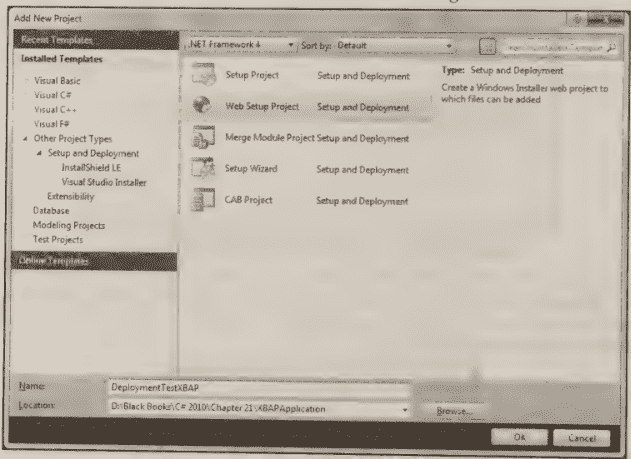 Add New Project
Recent Templates
.NET Framework 4 Sort by: Default
Installed Templates
Visual Basic
Visual C#
Visual C++
Visual F#
Other Project Types
Setup and Deployment
InstallShield LE
Visual Studio Installer
Extensibility
Database
Modeling Projects
Test Projects
Online Templates
Setup Project Setup and Deployment
Web Setup Project Setup and Deployment
Merge Module Project Setup and Deployment
Setup Wizard Setup and Deployment
CAB Project Setup and Deployment
Type: Setup and Deployment
Create a Windows Installer web project to
which files can be added
Name: DeploymentTestXBAP
Location: D:\Black Books\C# 2010\Chapter 21\XBAPApplication
Browse...
OK Cancel